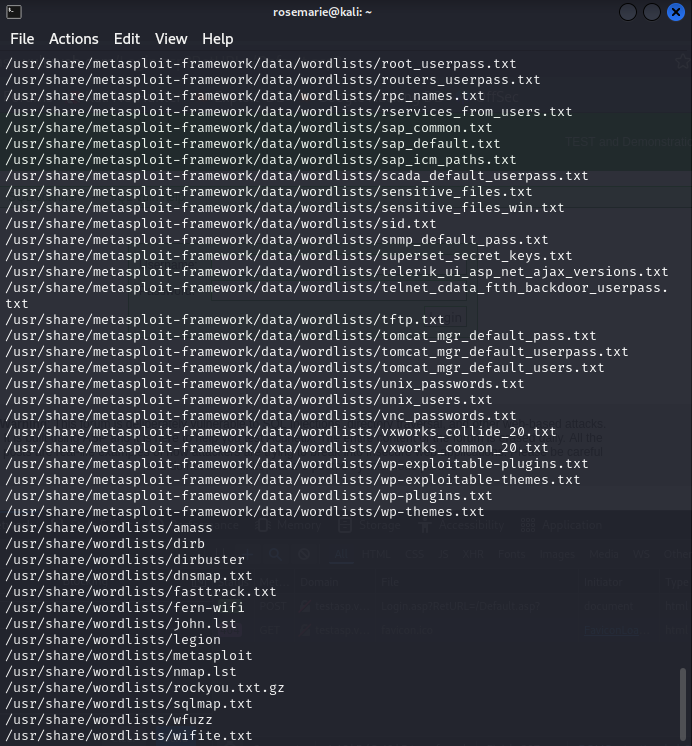 rosemarie@kali: ~
File Actions Edit View Help
/usr/share/metasploit-framework/data/wordlists/root_userpass.txt
/usr/share/metasploit-framework/data/wordlists/routers_userpass.txt
/usr/share/metasploit-framework/data/wordlists/rpc_names.txt
/usr/share/metasploit-framework/data/wordlists/rservices_from_users.txt
/usr/share/metasploit-framework/data/wordlists/sap_common.txt
/usr/share/metasploit-framework/data/wordlists/sap_default.txt
/usr/share/metasploit-framework/data/wordlists/sap_icm_paths.txt
/usr/share/metasploit-framework/data/wordlists/scada_default_userpass.txt
/usr/share/metasploit-framework/data/wordlists/sensitive_files.txt
/usr/share/metasploit-framework/data/wordlists/sensitive_files_win.txt
/usr/share/metasploit-framework/data/wordlists/sid.txt
/usr/share/metasploit-framework/data/wordlists/snmp_default_pass.txt
/usr/share/metasploit-framework/data/wordlists/superset_secret_keys.txt
/usr/share/metasploit-framework/data/wordlists/telerik_ui_asp_net_ajax_versions.txt
/usr/share/metasploit-framework/data/wordlists/telnet_cdata_ftth_backdoor_userpass.
txt
/usr/share/metasploit-framework/data/wordlists/tftp.txt
/usr/share/metasploit-framework/data/wordlists/tomcat_mgr_default_pass.txt
/usr/share/metasploit-framework/data/wordlists/tomcat_mgr_default_userpass.txt
/usr/share/metasploit-framework/data/wordlists/tomcat_mgr_default_users.txt
/usr/share/metasploit-framework/data/wordlists/unix_passwords.txt
/usr/share/metasploit-framework/data/wordlists/unix_users.txt
/usr/share/metasploit-framework/data/wordlists/vnc_passwords.txt
/usr/share/metasploit-framework/data/wordlists/vxworks_collide_20.txt
/usr/share/metasploit-framework/data/wordlists/vxworks_common_20.txt
/usr/share/metasploit-framework/data/wordlists/wp-exploitable-plugins.txt
/usr/share/metasploit-framework/data/wordlists/wp-exploitable-themes.txt
/usr/share/metasploit-framework/data/wordlists/wp-plugins.txt
/usr/share/metasploit-framework/data/wordlists/wp-themes.txt
/usr/share/wordlists/amass
/usr/share/wordlists/dirb
/usr/share/wordlists/dirbuster
/usr/share/wordlists/dnsmap.txt
/usr/share/wordlists/fasttrack.txt
/usr/share/wordlists/fern-wifi
/usr/share/wordlists/john.lst
/usr/share/wordlists/legion
/usr/share/wordlists/metasploit
/usr/share/wordlists/nmap.lst
/usr/share/wordlists/rockyou.txt.gz
/usr/share/wordlists/sqlmap.txt
/usr/share/wordlists/wfuzz
/usr/share/wordlists/wifite.txt